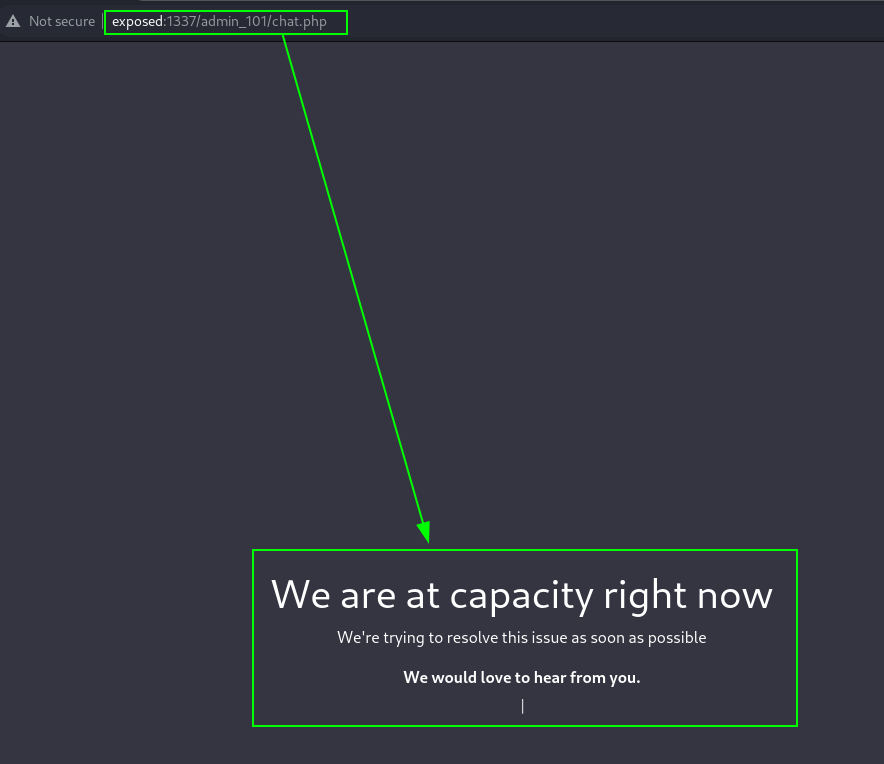 Not secure | exposed:1337/admin_101/chat.php
We are at capacity right now
We're trying to resolve this issue as soon as possible
We would love to hear from you.
|